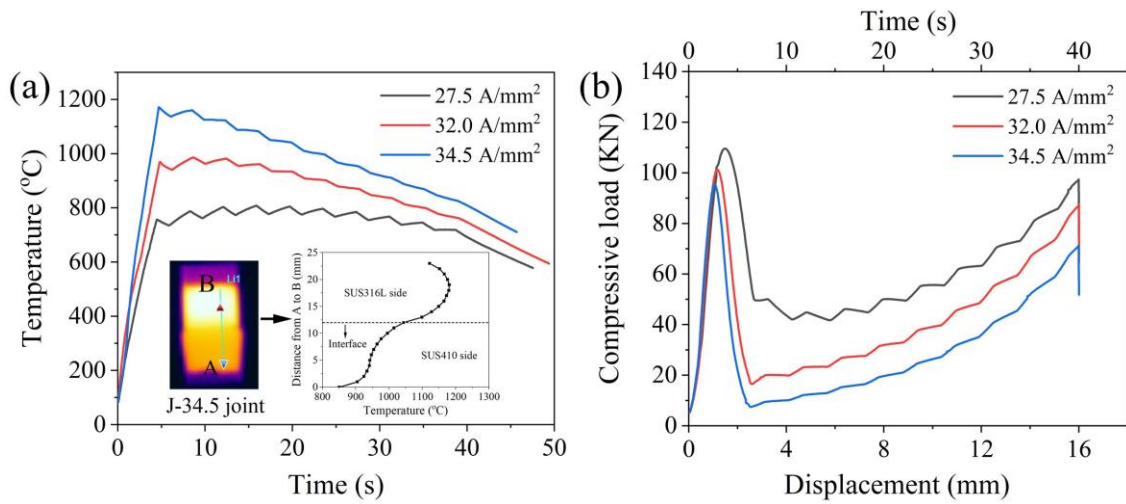 (a)
Temperature (°C)
1200
1000
800
600
400
200
0
0 10 20 30 40 50
Time (s)
27.5 A/mm²
32.0 A/mm²
34.5 A/mm²
B
Li1
A
J-34.5 joint
Distance from A to B (mm)
25
20
15
10
5
0
SUS316L side
Interface
SUS410 side
800 900 1000 1100 1200 1300
Temperature (°C)
(b)
Time (s)
0 10 20 30 40
Compressive load (KN)
140
120
100
80
60
40
20
0
27.5 A/mm²
32.0 A/mm²
34.5 A/mm²
0 4 8 12 16
Displacement (mm)